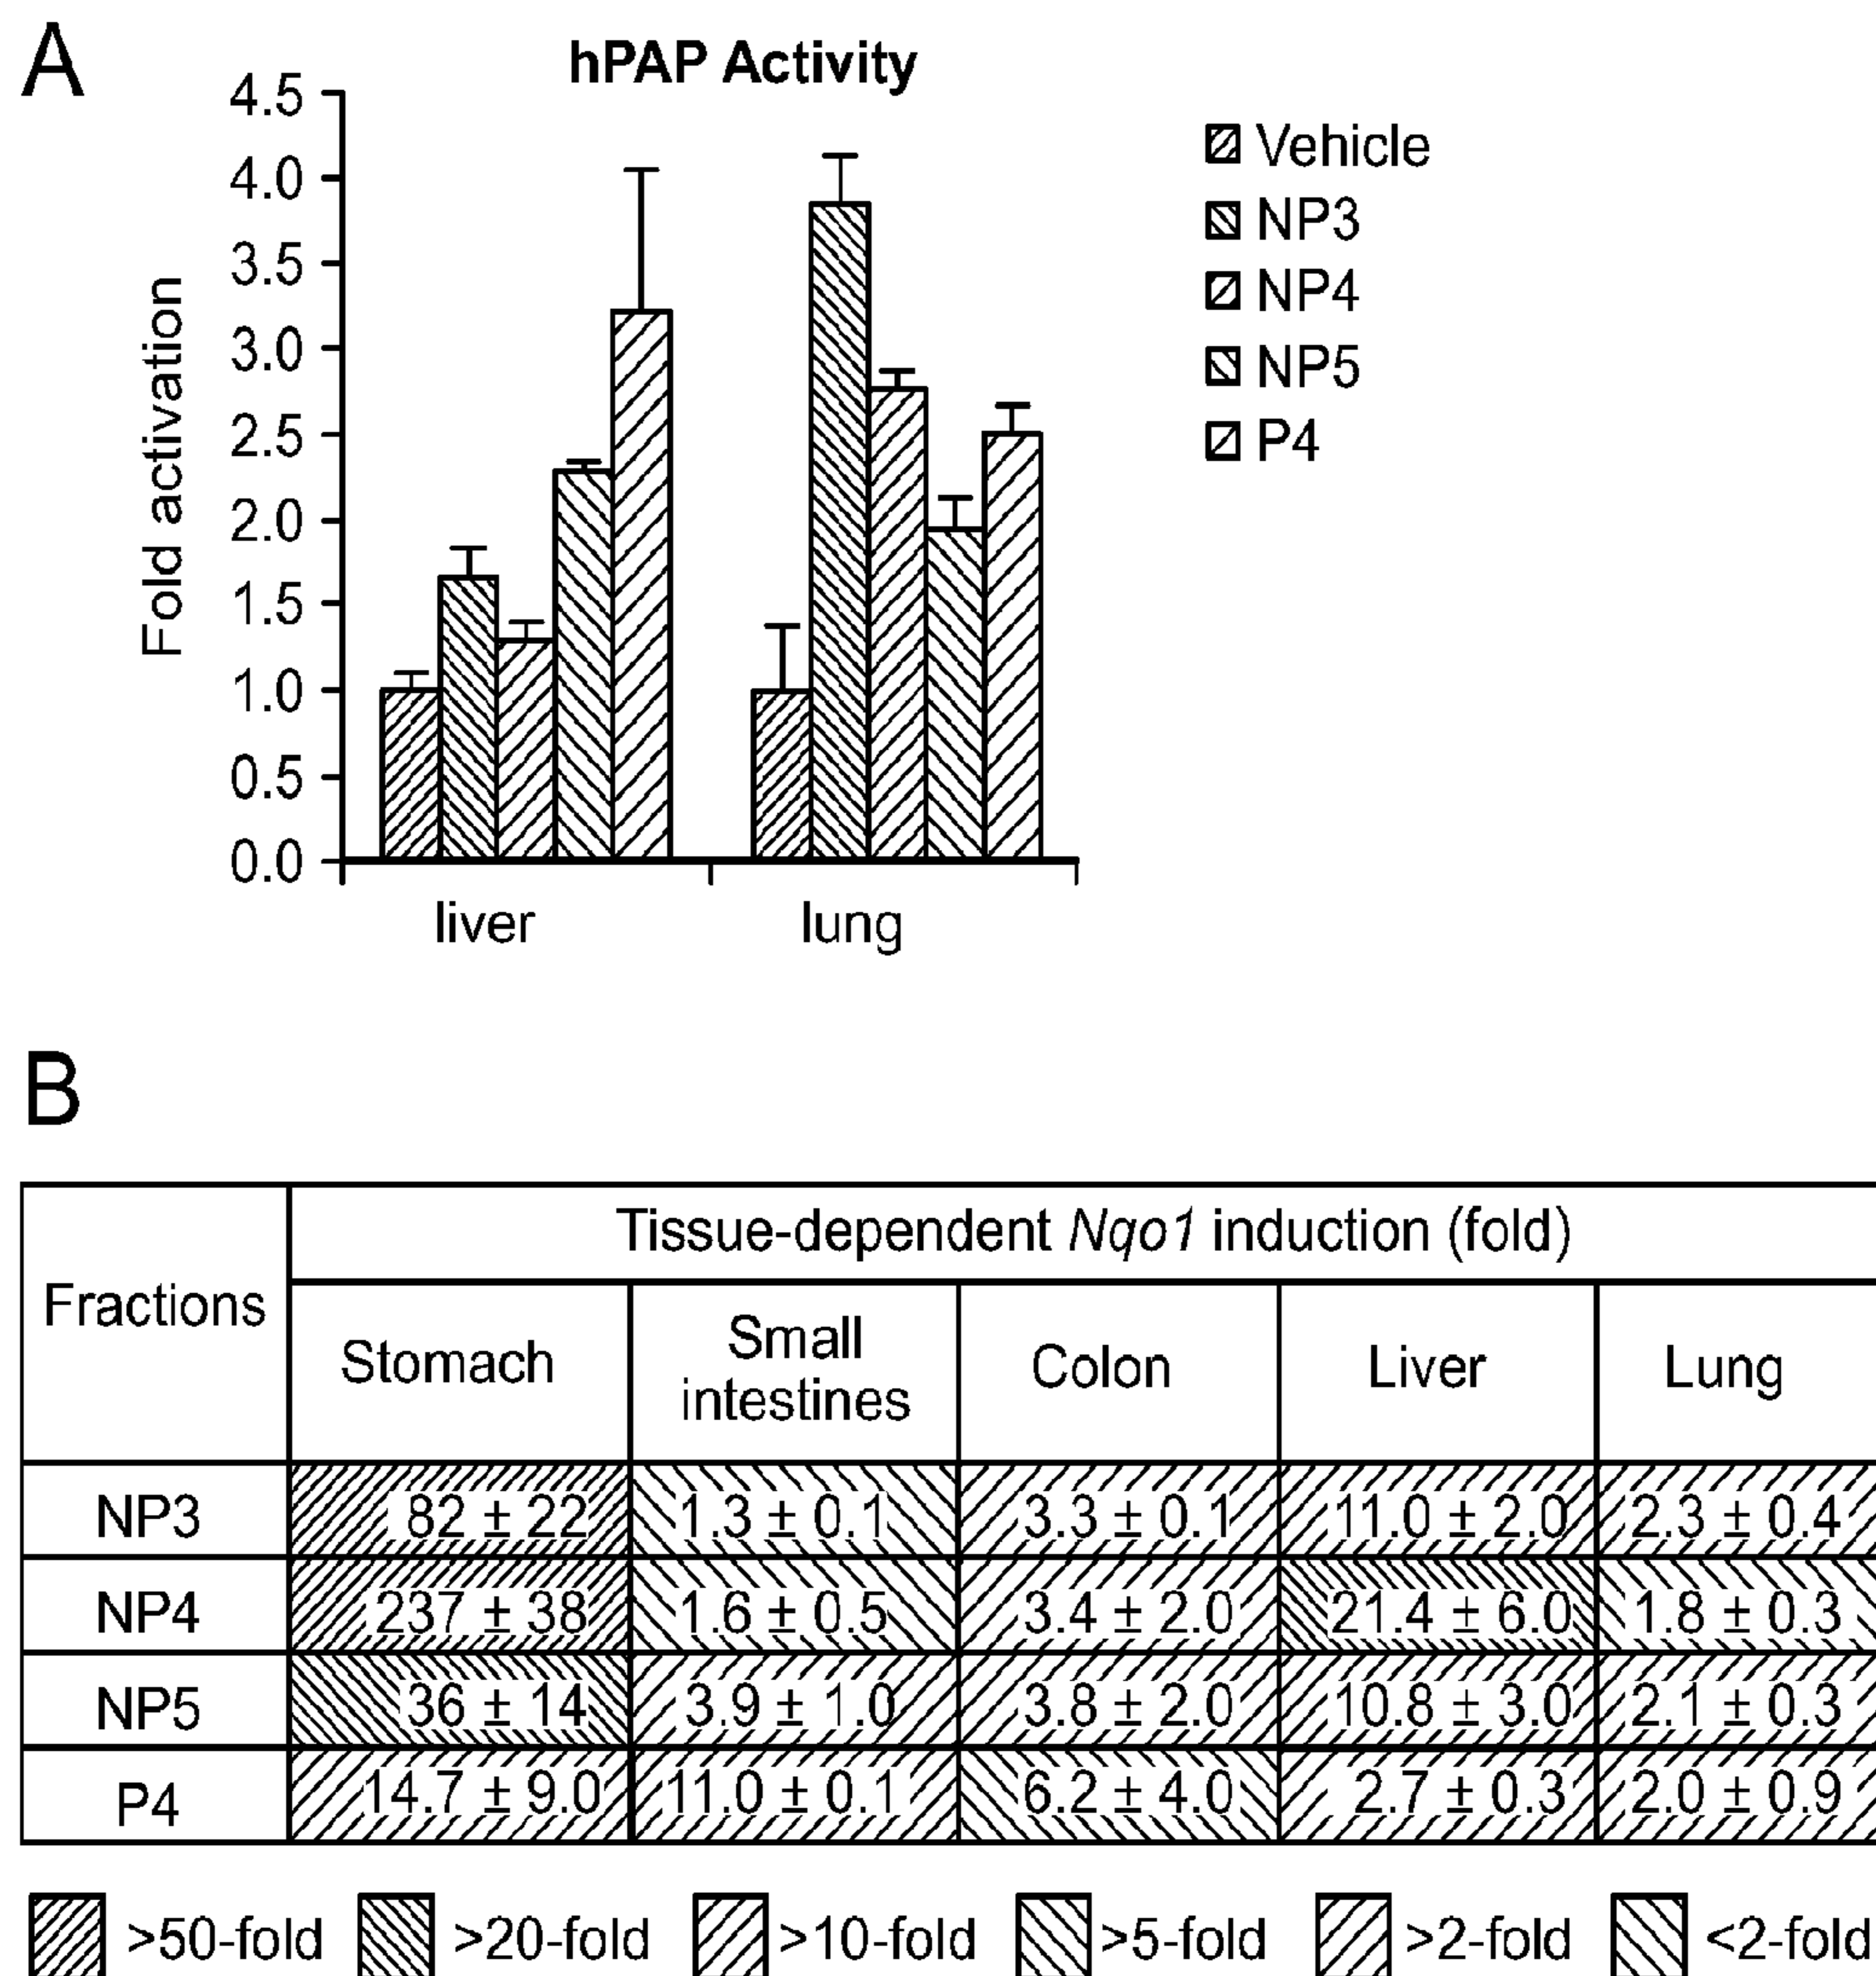 A
hPAP Activity
4.5
4.0
3.5
3.0
2.5
2.0
1.5
1.0
0.5
0.0
Fold activation
liver lung
Vehicle
NP3
NP4
NP5
P4
B
Fractions
Tissue-dependent Nqo1 induction (fold)
Stomach Small intestines Colon Liver Lung
NP3 82 ± 22 1.3 ± 0.1 3.3 ± 0.1 11.0 ± 2.0 2.3 ± 0.4
NP4 237 ± 38 1.6 ± 0.5 3.4 ± 2.0 21.4 ± 6.0 1.8 ± 0.3
NP5 36 ± 14 3.9 ± 1.0 3.8 ± 2.0 10.8 ± 3.0 2.1 ± 0.3
P4 14.7 ± 9.0 11.0 ± 0.1 6.2 ± 4.0 2.7 ± 0.3 2.0 ± 0.9
>50-fold >20-fold >10-fold >5-fold >2-fold <2-fold